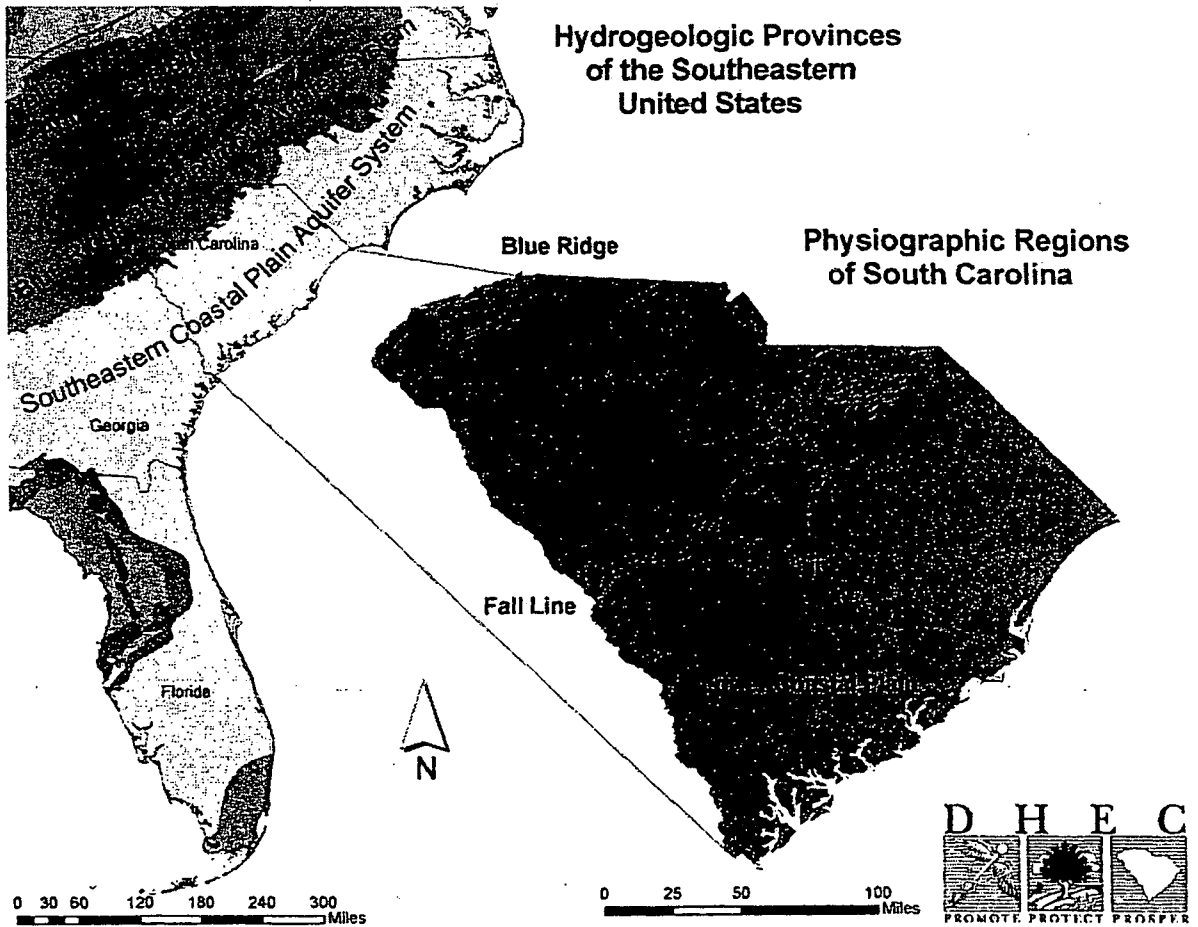 Hydrogeologic Provinces
of the Southeastern
United States
Southeastern Coastal Plain Aquifer System
Carolina
Georgia
Florida
Blue Ridge
Physiographic Regions
of South Carolina
Fall Line
N
0 30 60 120 180 240 300
Miles
0 25 50 100
Miles
D H E C
PROMOTE PROTECT PROSPER